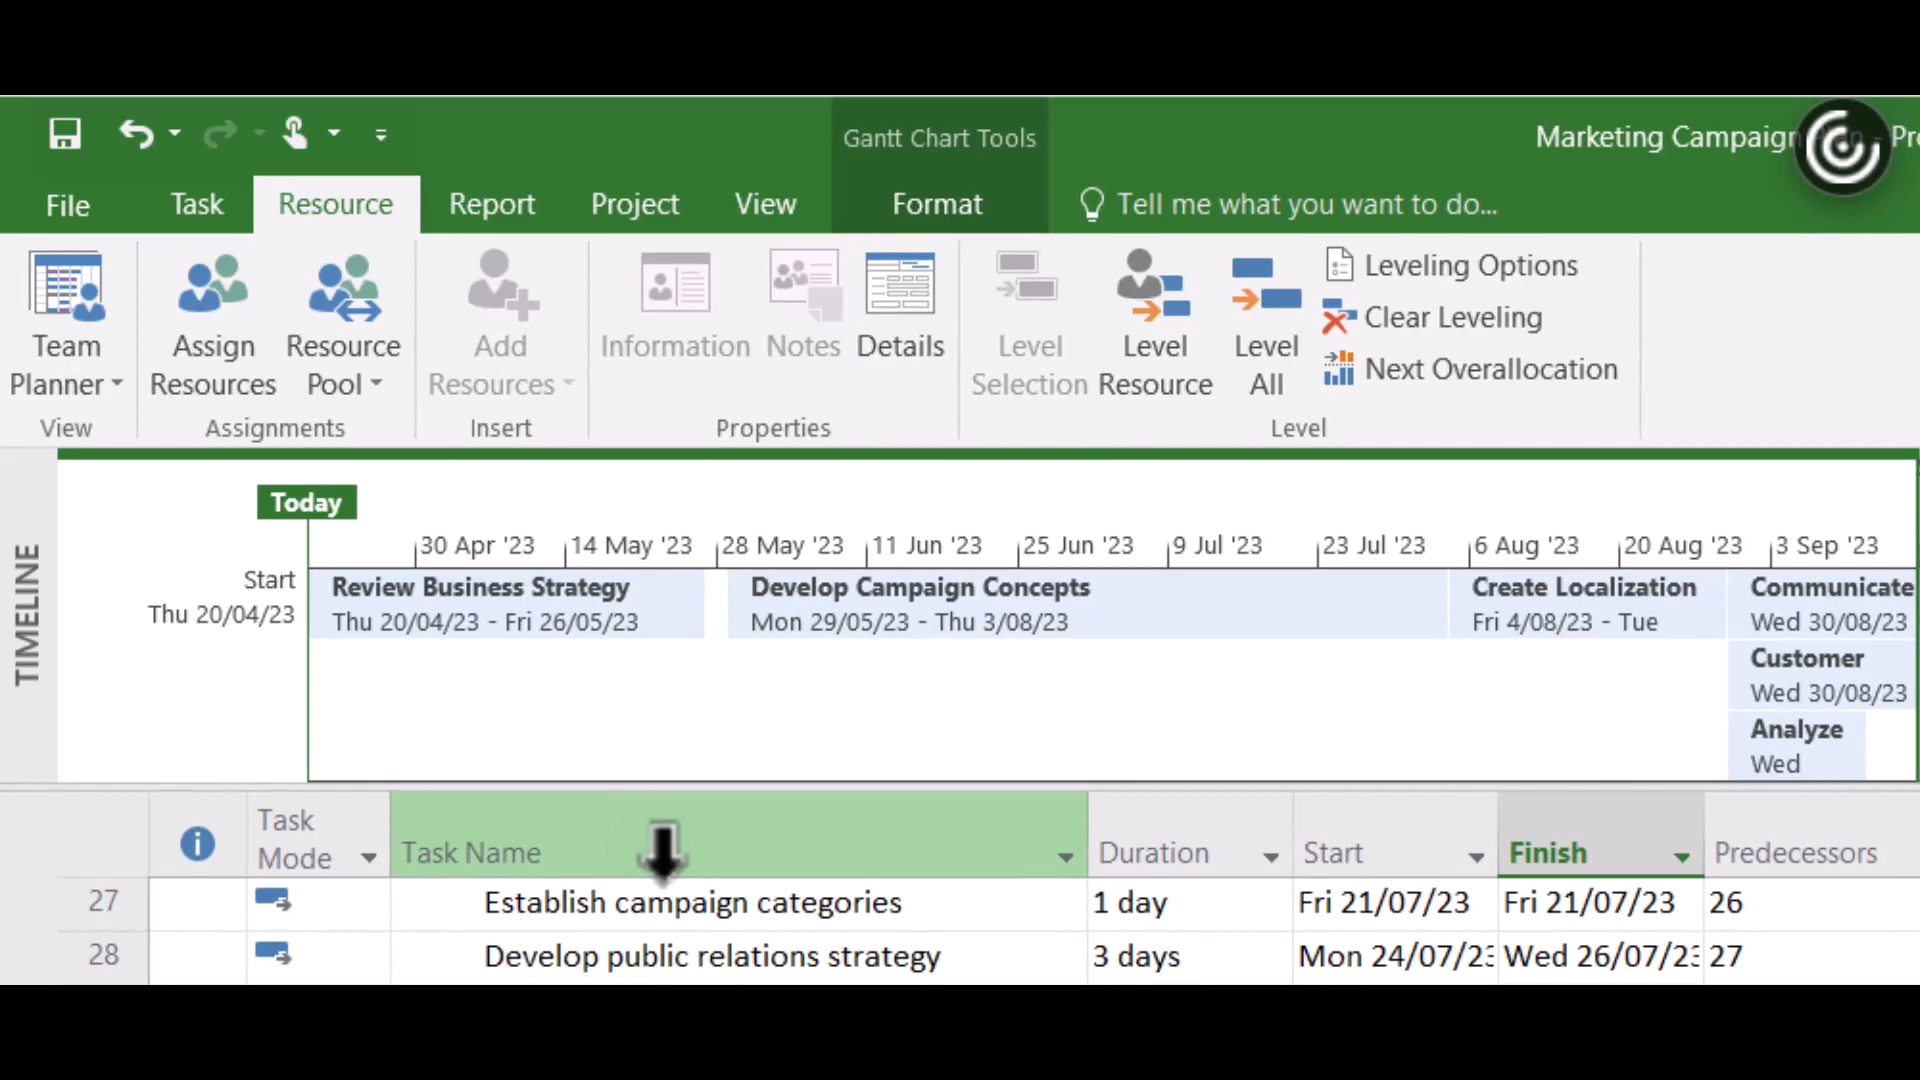 Gantt Chart Tools
Marketing Campaign
File Task Resource Report Project View Format Tell me what you want to do...
Team Planner
Assign Resources
Resource Pool
Add Resources
Information
Notes
Details
Level Selection
Level Resource
Level All
Leveling Options
Clear Leveling
Next Overallocation
View Assignments Insert Properties Level
TIMELINE
Today
30 Apr '23 14 May '23 28 May '23 11 Jun '23 25 Jun '23 9 Jul '23 23 Jul '23 6 Aug '23 20 Aug '23 3 Sep '23
Start
Thu 20/04/23
Review Business Strategy
Thu 20/04/23 - Fri 26/05/23
Develop Campaign Concepts
Mon 29/05/23 - Thu 3/08/23
Create Localization
Fri 4/08/23 - Tue
Communicate
Wed 30/08/23
Customer
Wed 30/08/23
Analyze
Wed
Task Mode Task Name Duration Start Finish Predecessors
27 Establish campaign categories 1 day Fri 21/07/23 Fri 21/07/23 26
28 Develop public relations strategy 3 days Mon 24/07/23 Wed 26/07/23 27